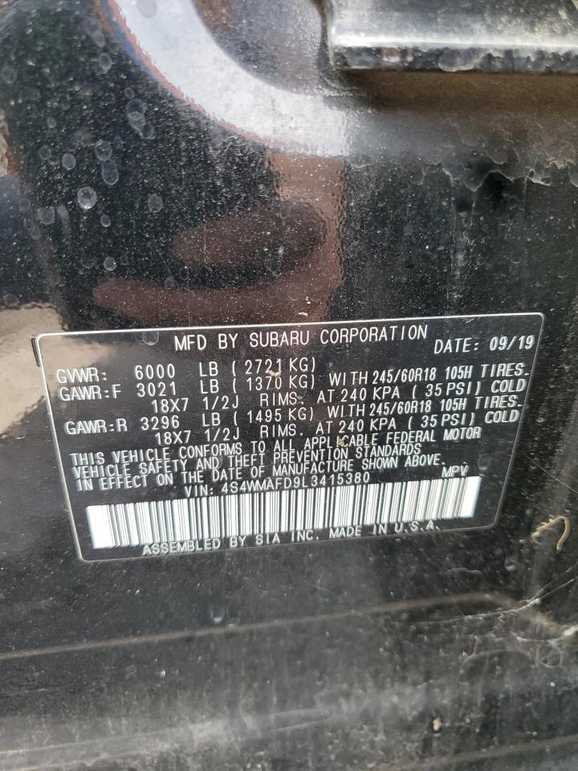 MFD BY SUBARU CORPORATION DATE: 09/19
GVWR: 6000 LB ( 2721 KG)
GAWR:F 3021 LB ( 1370 KG) WITH 245/60R18 105H TIRES.
18X7 1/2J RIMS. AT 240 KPA ( 35 PSI) COLD
GAWR:R 3296 LB ( 1495 KG) WITH 245/60R18 105H TIRES.
18X7 1/2J RIMS. AT 240 KPA ( 35 PSI) COLD
THIS VEHICLE CONFORMS TO ALL APPLICABLE FEDERAL MOTOR
VEHICLE SAFETY AND THEFT PREVENTION STANDARDS
IN EFFECT ON THE DATE OF MANUFACTURE SHOWN ABOVE.
VIN: 4S4WMAFD9L3415380 MPV
ASSEMBLED BY SIA INC. MADE IN U.S.A.